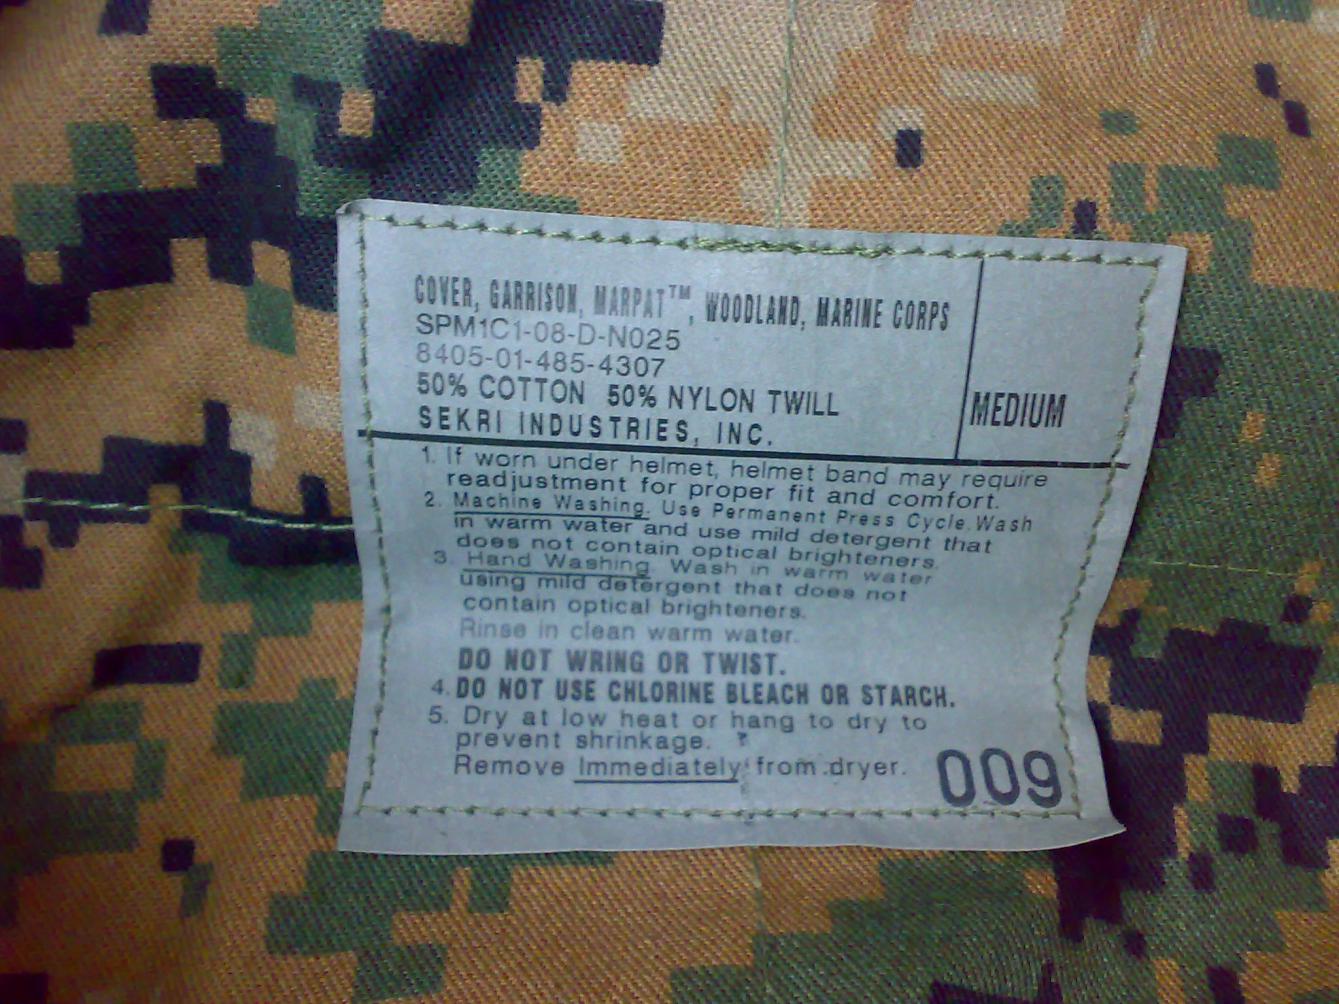 COVER, GARRISON, MARPAT™, WOODLAND, MARINE CORPS
SPM1C1-08-D-N025
8405-01-485-4307
50% COTTON 50% NYLON TWILL
SEKRI INDUSTRIES, INC.
MEDIUM
1. If worn under helmet, helmet band may require
readjustment for proper fit and comfort.
2. Machine Washing. Use Permanent Press Cycle. Wash
in warm water and use mild detergent that
does not contain optical brighteners.
3. Hand Washing. Wash in warm water
using mild detergent that does not
contain optical brighteners.
Rinse in clean warm water.
DO NOT WRING OR TWIST.
4. DO NOT USE CHLORINE BLEACH OR STARCH.
5. Dry at low heat or hang to dry to
prevent shrinkage.
Remove Immediately from dryer.
009